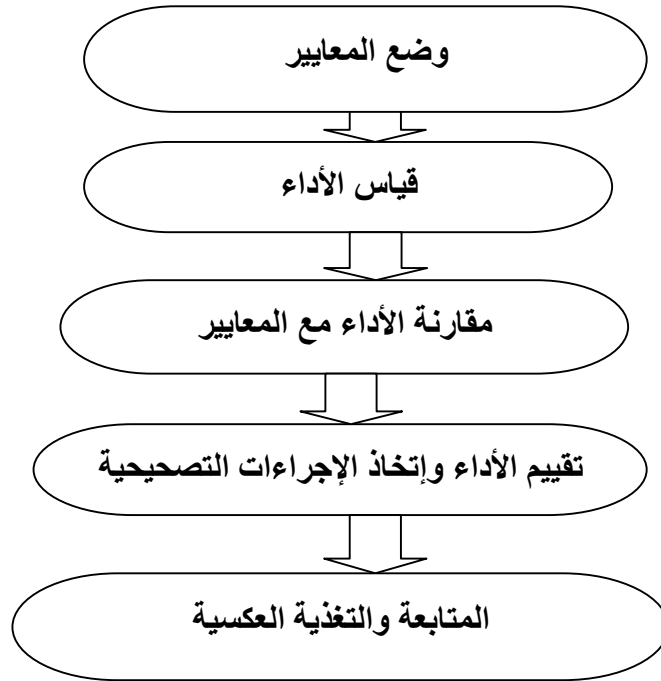 وضع المعايير
قياس الأداء
مقارنة الأداء مع المعايير
تقييم الأداء وإتخاذ الإجراءات التصحيحية
المتابعة والتغذية العكسية